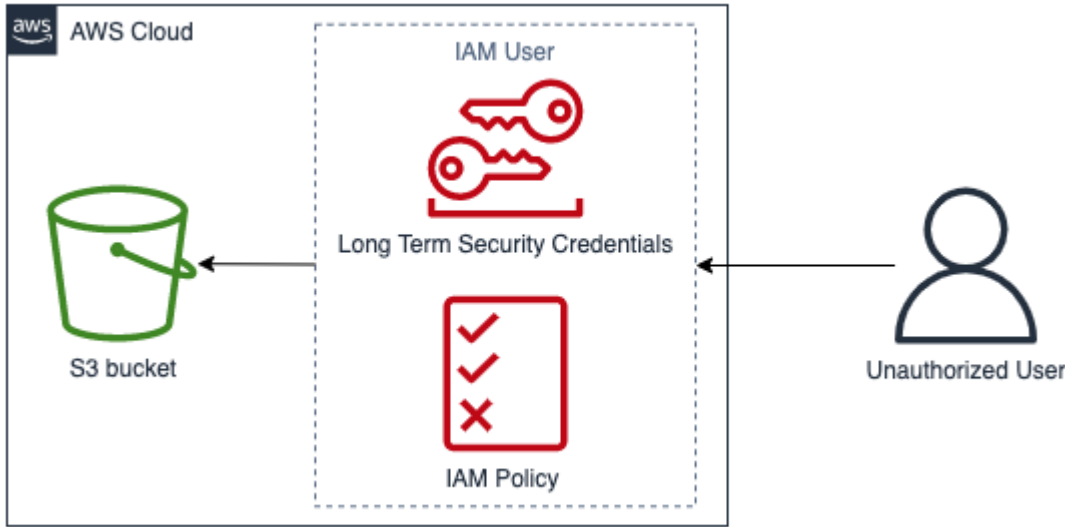 aws
AWS Cloud
IAM User
Long Term Security Credentials
S3 bucket
Unauthorized User
IAM Policy